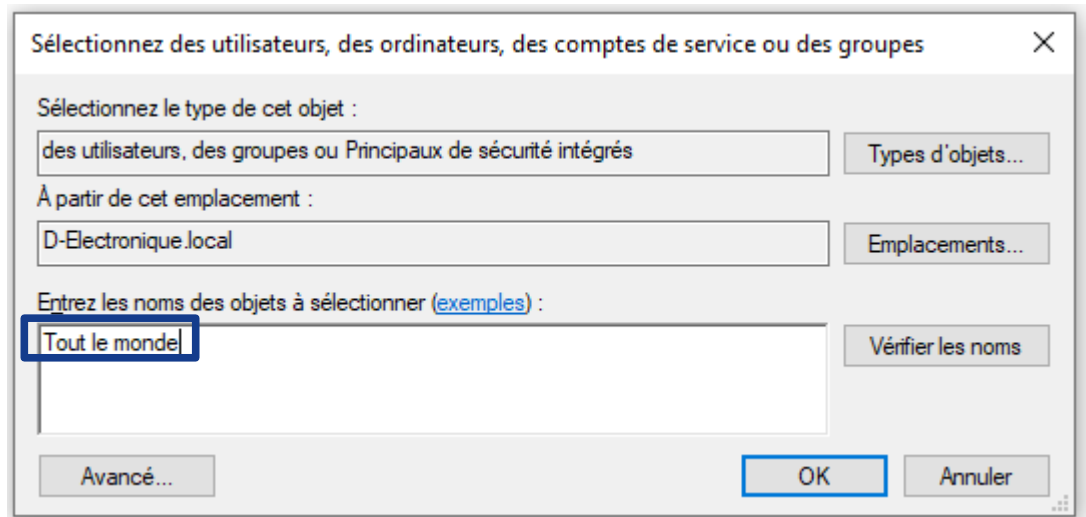 Sélectionnez des utilisateurs, des ordinateurs, des comptes de service ou des groupes
Sélectionnez le type de cet objet :
des utilisateurs, des groupes ou Principaux de sécurité intégrés
Types d'objets...
À partir de cet emplacement :
D-Electronique.local
Emplacements...
Entrez les noms des objets à sélectionner (exemples) :
Tout le monde
Vérifier les noms
Avancé...
OK
Annuler